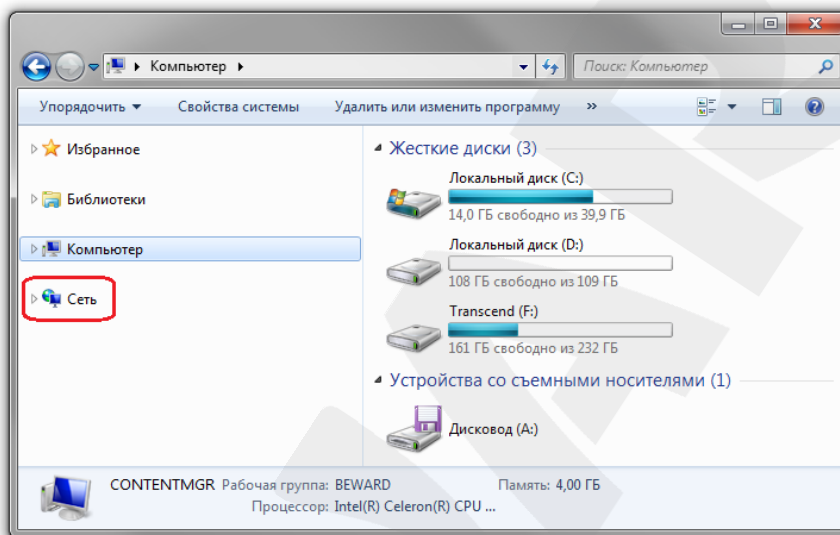 Компьютер
Поиск: Компьютер
Упорядочить Свойства системы Удалить или изменить программу »
Избранное
Библиотеки
Компьютер
Сеть
Жесткие диски (3)
Локальный диск (C:)
14,0 ГБ свободно из 39,9 ГБ
Локальный диск (D:)
108 ГБ свободно из 109 ГБ
Transcend (F:)
161 ГБ свободно из 232 ГБ
Устройства со съемными носителями (1)
Дисковод (A:)
CONTENTMGR Рабочая группа: BEWARD Память: 4,00 ГБ
Процессор: Intel(R) Celeron(R) CPU ...